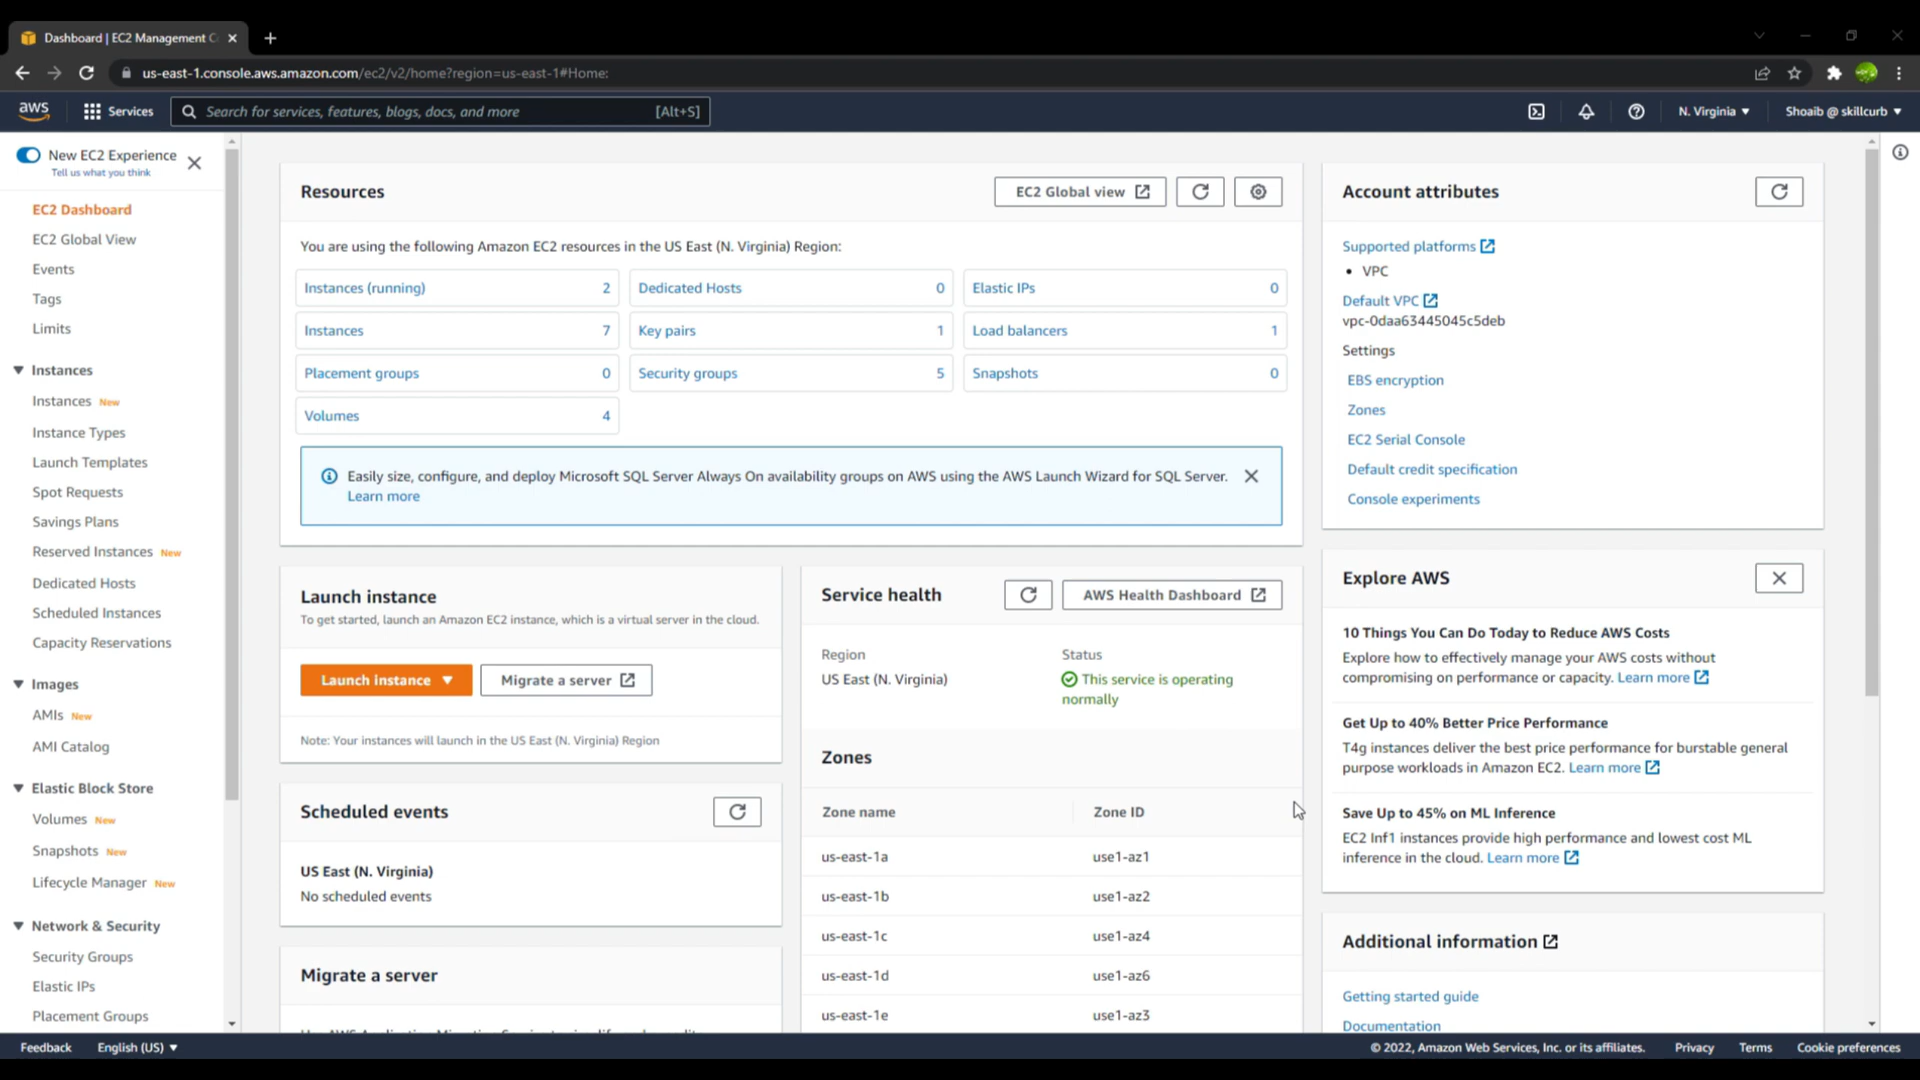 Dashboard | EC2 Management C
us-east-1.console.aws.amazon.com/ec2/v2/home?region=us-east-1#Home:
aws
Services
Search for services, features, blogs, docs, and more
[Alt+S]
N. Virginia
Shoaib @ skillcurb
New EC2 Experience
Tell us what you think
EC2 Dashboard
EC2 Global View
Events
Tags
Limits
Instances
Instances New
Instance Types
Launch Templates
Spot Requests
Savings Plans
Reserved Instances New
Dedicated Hosts
Scheduled Instances
Capacity Reservations
Images
AMIs New
AMI Catalog
Elastic Block Store
Volumes New
Snapshots New
Lifecycle Manager New
Network & Security
Security Groups
Elastic IPs
Placement Groups
Resources
EC2 Global view
You are using the following Amazon EC2 resources in the US East (N. Virginia) Region:
Instances (running) 2
Dedicated Hosts 0
Elastic IPs 0
Instances 7
Key pairs 1
Load balancers 1
Placement groups 0
Security groups 5
Snapshots 0
Volumes 4
Easily size, configure, and deploy Microsoft SQL Server Always On availability groups on AWS using the AWS Launch Wizard for SQL Server.
Learn more
Launch instance
To get started, launch an Amazon EC2 instance, which is a virtual server in the cloud.
Launch instance
Migrate a server
Note: Your instances will launch in the US East (N. Virginia) Region
Scheduled events
US East (N. Virginia)
No scheduled events
Migrate a server
Service health
AWS Health Dashboard
Region
Status
US East (N. Virginia)
This service is operating
normally
Zones
Zone name
Zone ID
us-east-1a
use1-az1
us-east-1b
use1-az2
us-east-1c
use1-az4
us-east-1d
use1-az6
us-east-1e
use1-az3
Account attributes
Supported platforms
• VPC
Default VPC
vpc-0daa63445045c5deb
Settings
EBS encryption
Zones
EC2 Serial Console
Default credit specification
Console experiments
Explore AWS
10 Things You Can Do Today to Reduce AWS Costs
Explore how to effectively manage your AWS costs without
compromising on performance or capacity. Learn more
Get Up to 40% Better Price Performance
T4g instances deliver the best price performance for burstable general
purpose workloads in Amazon EC2. Learn more
Save Up to 45% on ML Inference
EC2 Inf1 instances provide high performance and lowest cost ML
inference in the cloud. Learn more
Additional information
Getting started guide
Documentation
Feedback
English (US)
© 2022, Amazon Web Services, Inc. or its affiliates.
Privacy
Terms
Cookie preferences